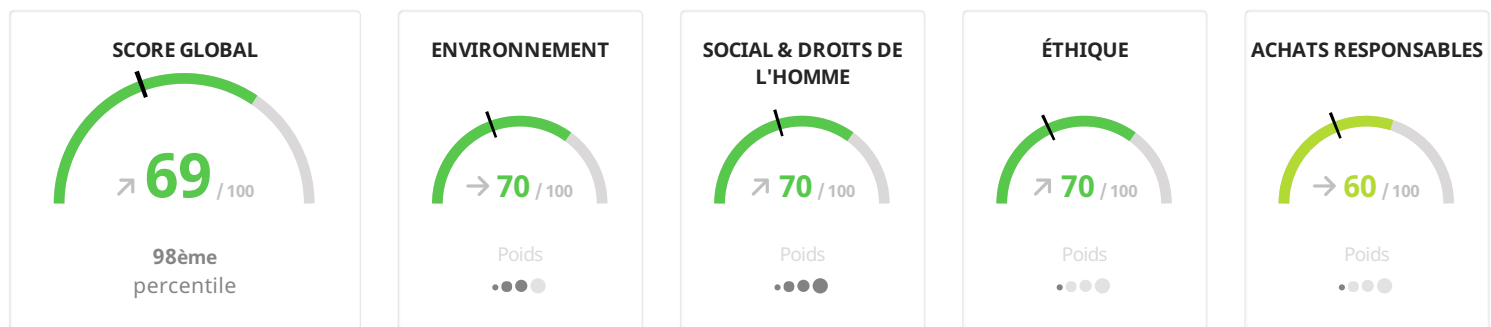 SCORE GLOBAL
69 / 100
98ème
percentile
ENVIRONNEMENT
70 / 100
Poids
SOCIAL & DROITS DE
L'HOMME
70 / 100
Poids
ÉTHIQUE
70 / 100
Poids
ACHATS RESPONSABLES
60 / 100
Poids